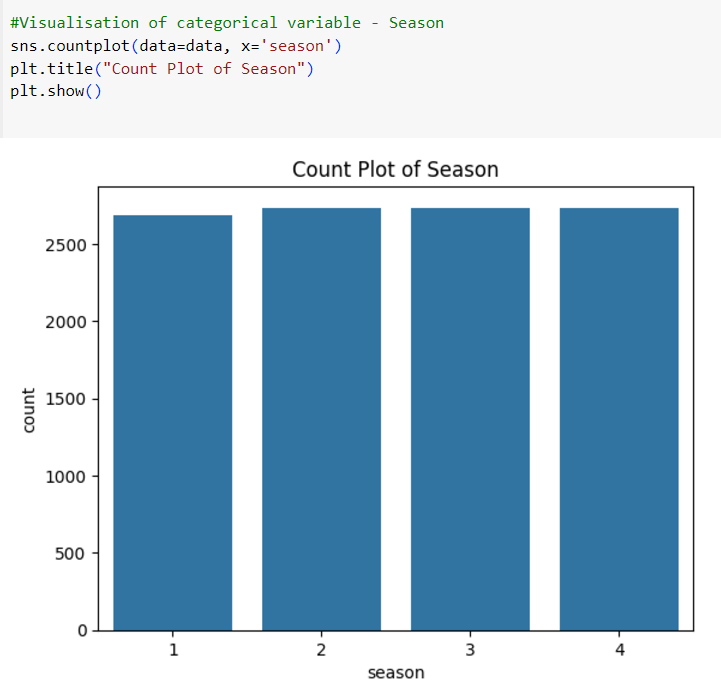 #Visualisation of categorical variable - Season
sns.countplot(data=data, x='season')
plt.title("Count Plot of Season")
plt.show()
Count Plot of Season
2500
2000
1500
1000
500
0
count
1 2 3 4
season